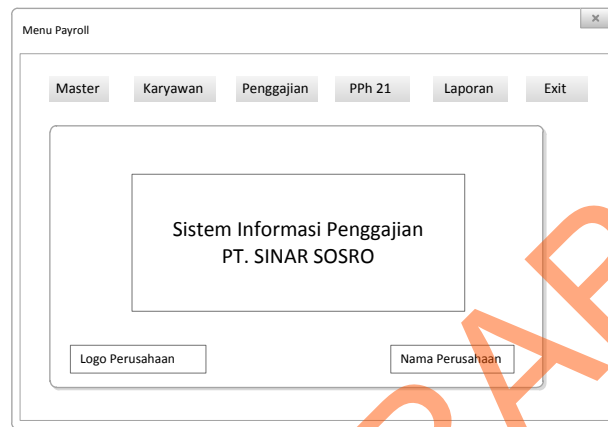 Menu Payroll
Master Karyawan Penggajian PPh 21 Laporan Exit
Sistem Informasi Penggajian
PT. SINAR SOSRO
Logo Perusahaan Nama Perusahaan